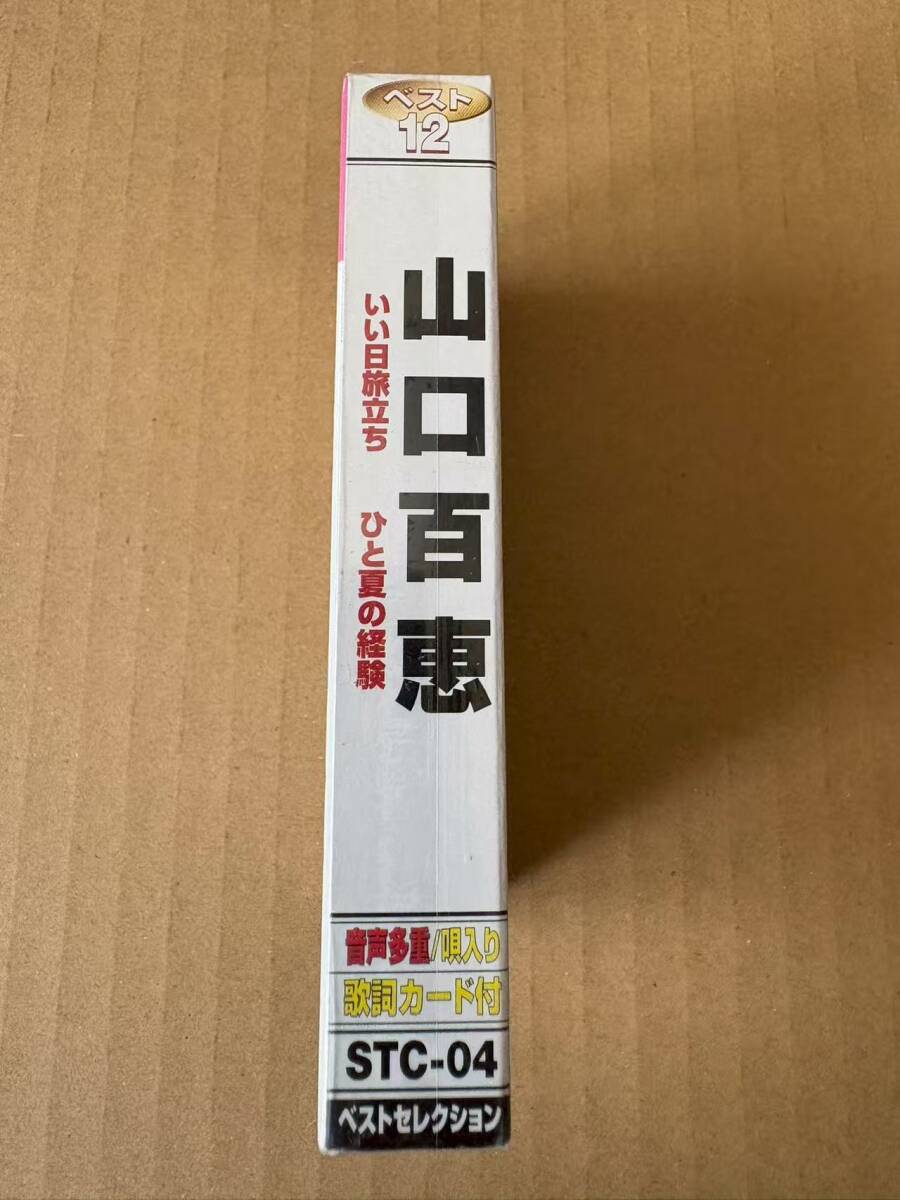 ベスト
12
山口百恵
いい日旅立ち
ひと夏の経験
音声多重/唄入り
歌詞カード付
STC-04
ベストセレクション